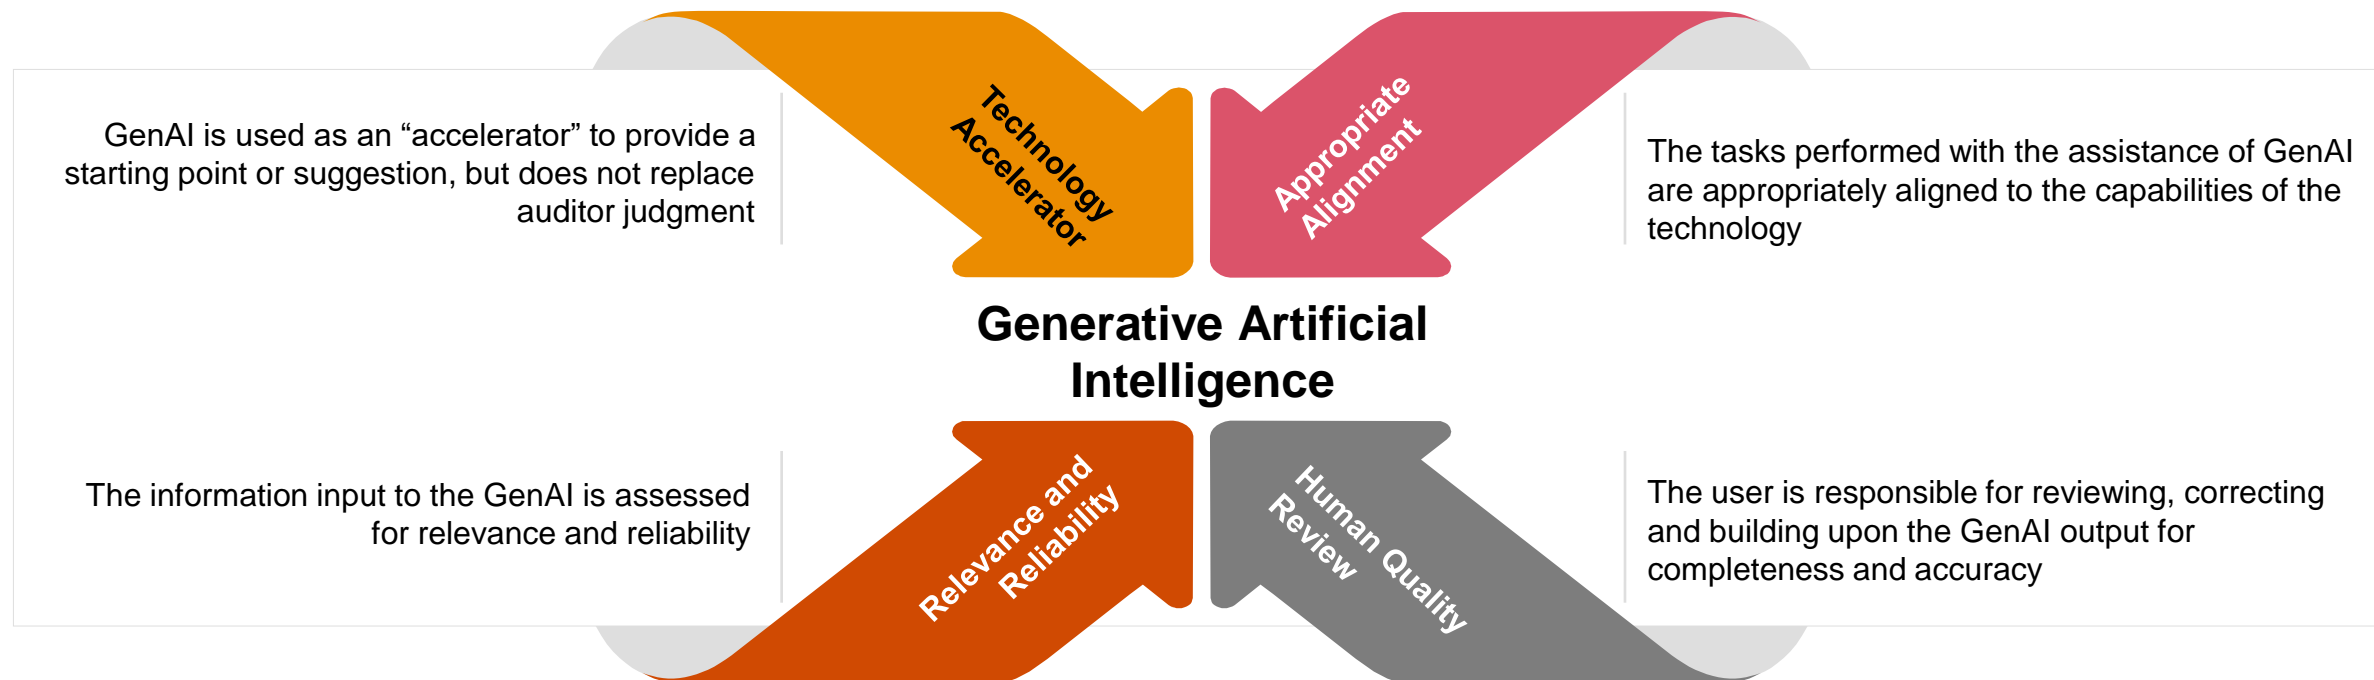 GenAI is used as an “accelerator” to provide a
starting point or suggestion, but does not replace
auditor judgment
Technology
Accelerator
Appropriate
Alignment
The tasks performed with the assistance of GenAI
are appropriately aligned to the capabilities of the
technology
Generative Artificial
Intelligence
The information input to the GenAI is assessed
for relevance and reliability
Relevance and
Reliability
Human Quality
Review
The user is responsible for reviewing, correcting
and building upon the GenAI output for
completeness and accuracy